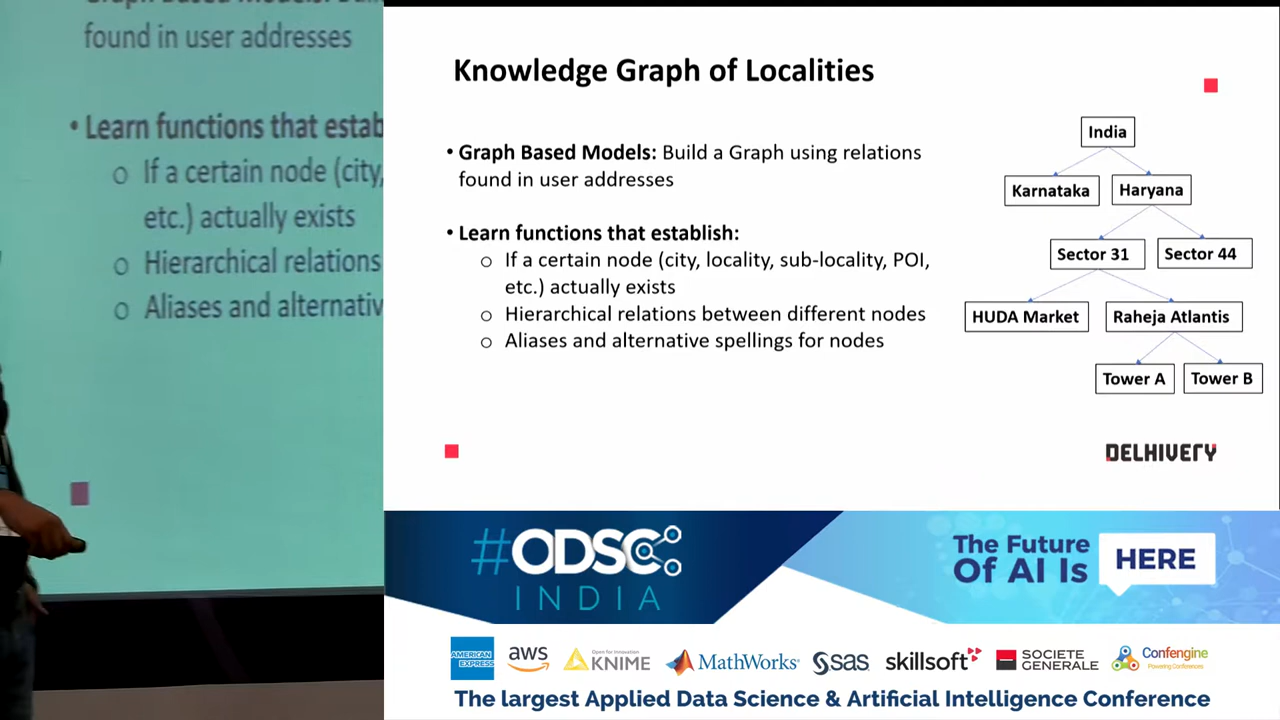 found in user addresses
• Learn functions that estab
o If a certain node (city,
etc.) actually exists
o Hierarchical relations
o Aliases and alternativ
Knowledge Graph of Localities
• Graph Based Models: Build a Graph using relations
found in user addresses
• Learn functions that establish:
o If a certain node (city, locality, sub-locality, POI,
etc.) actually exists
o Hierarchical relations between different nodes
o Aliases and alternative spellings for nodes
India
Karnataka Haryana
Sector 31 Sector 44
HUDA Market Raheja Atlantis
Tower A Tower B
DELHIVERY
#ODSC
INDIA
The Future
Of AI Is HERE
AMERICAN
EXPRESS
aws
Open for Innovation
KNIME
MathWorks®
sas
skillsoft
SOCIETE
GENERALE
Confengine
Powering Conferences
The largest Applied Data Science & Artificial Intelligence Conference